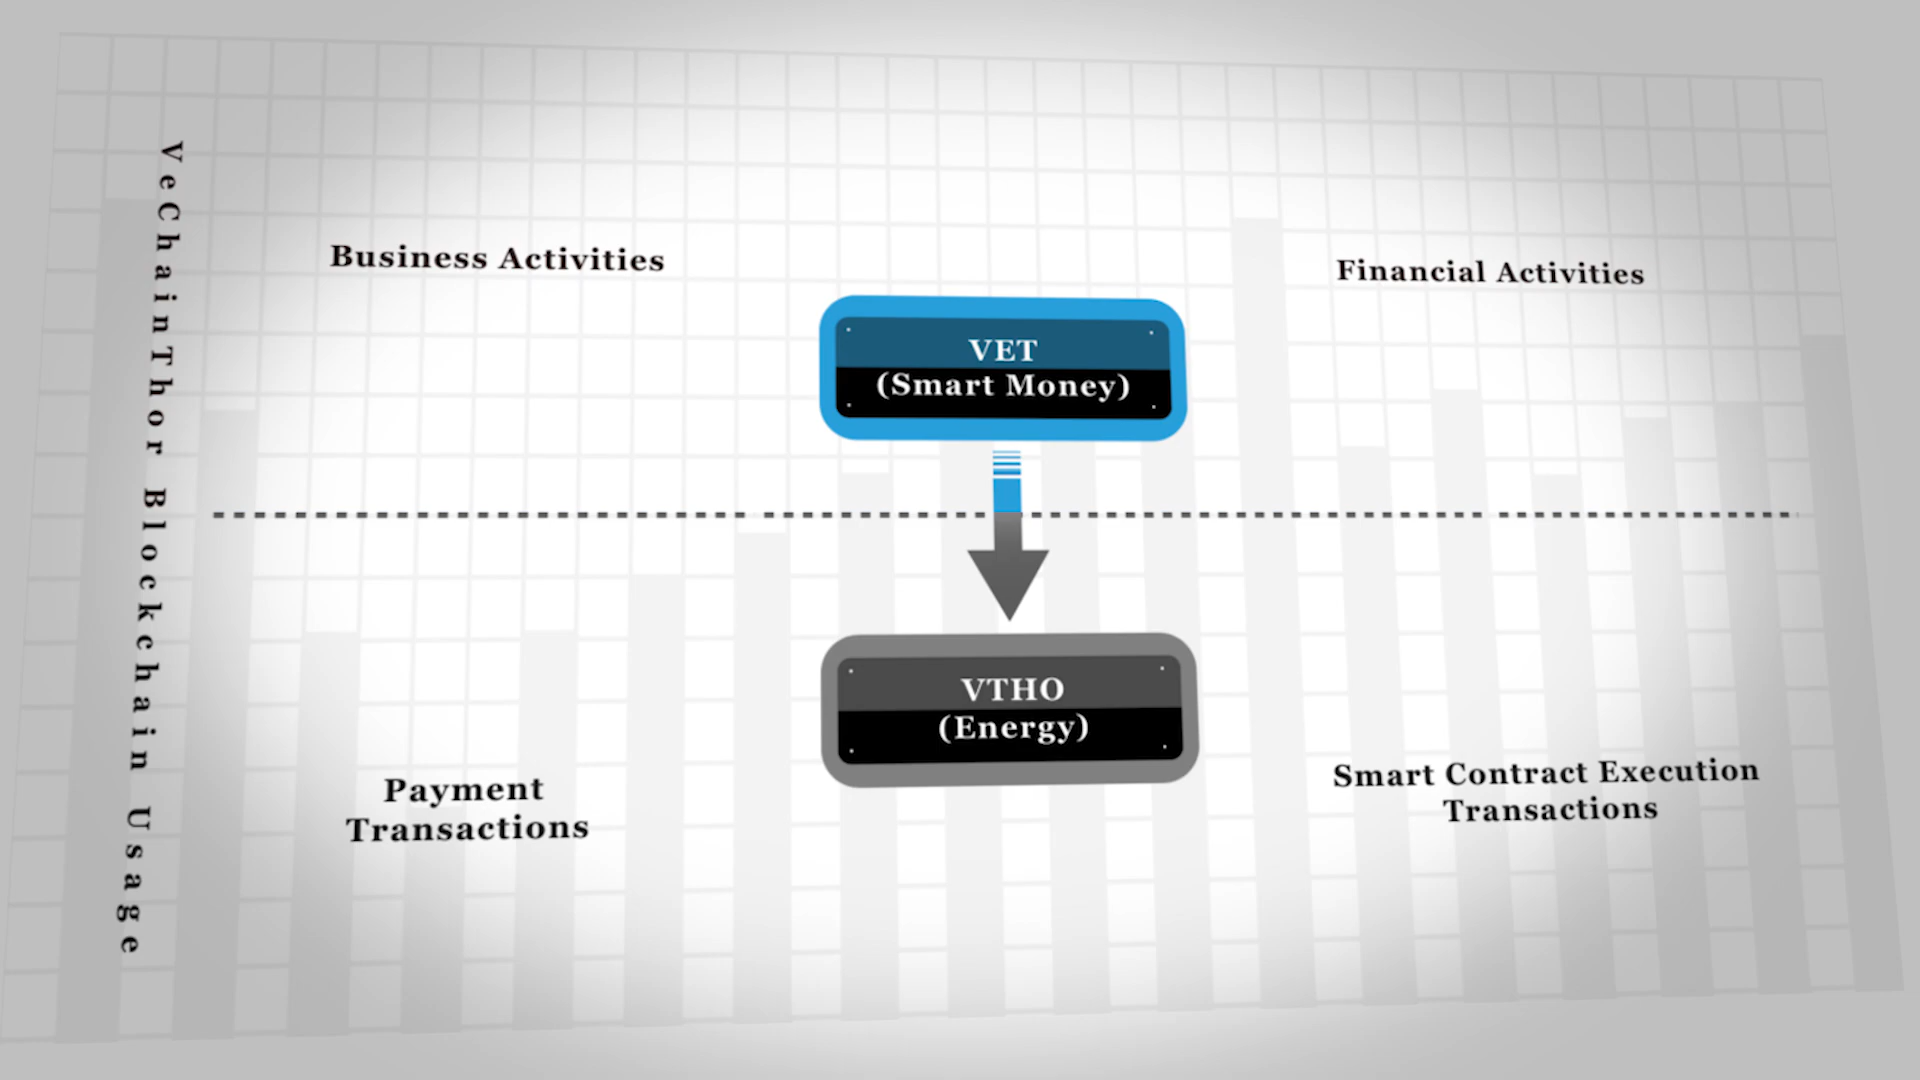 VeChainThor Blockchain Usage
Business Activities
Financial Activities
VET
(Smart Money)
VTHO
(Energy)
Payment
Transactions
Smart Contract Execution
Transactions